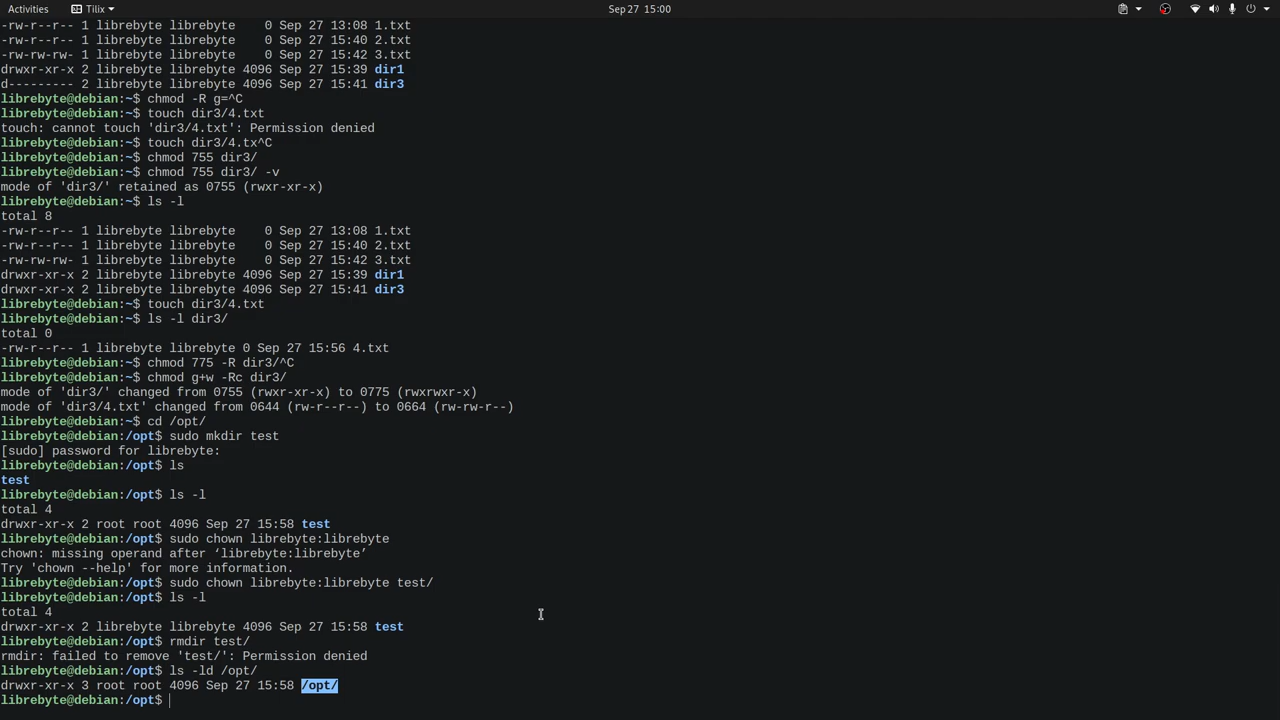 Activities Tilix Sep 27 15:00
-rw-r--r-- 1 librebyte librebyte    0 Sep 27 13:08 1.txt
-rw-r--r-- 1 librebyte librebyte    0 Sep 27 15:40 2.txt
-rw-rw-rw- 1 librebyte librebyte    0 Sep 27 15:42 3.txt
drwxr-xr-x 2 librebyte librebyte 4096 Sep 27 15:39 dir1
d--------- 2 librebyte librebyte 4096 Sep 27 15:41 dir3
librebyte@debian:~$ chmod -R g=^C
librebyte@debian:~$ touch dir3/4.txt
touch: cannot touch 'dir3/4.txt': Permission denied
librebyte@debian:~$ touch dir3/4.tx^C
librebyte@debian:~$ chmod 755 dir3/
librebyte@debian:~$ chmod 755 dir3/ -v
mode of 'dir3/' retained as 0755 (rwxr-xr-x)
librebyte@debian:~$ ls -l
total 8
-rw-r--r-- 1 librebyte librebyte    0 Sep 27 13:08 1.txt
-rw-r--r-- 1 librebyte librebyte    0 Sep 27 15:40 2.txt
-rw-rw-rw- 1 librebyte librebyte    0 Sep 27 15:42 3.txt
drwxr-xr-x 2 librebyte librebyte 4096 Sep 27 15:39 dir1
drwxr-xr-x 2 librebyte librebyte 4096 Sep 27 15:41 dir3
librebyte@debian:~$ touch dir3/4.txt
librebyte@debian:~$ ls -l dir3/
total 0
-rw-r--r-- 1 librebyte librebyte 0 Sep 27 15:56 4.txt
librebyte@debian:~$ chmod 775 -R dir3/^C
librebyte@debian:~$ chmod g+w -Rc dir3/
mode of 'dir3/' changed from 0755 (rwxr-xr-x) to 0775 (rwxrwxr-x)
mode of 'dir3/4.txt' changed from 0644 (rw-r--r--) to 0664 (rw-rw-r--)
librebyte@debian:~$ cd /opt/
librebyte@debian:/opt$ sudo mkdir test
[sudo] password for librebyte:
librebyte@debian:/opt$ ls
test
librebyte@debian:/opt$ ls -l
total 4
drwxr-xr-x 2 root root 4096 Sep 27 15:58 test
librebyte@debian:/opt$ sudo chown librebyte:librebyte
chown: missing operand after ‘librebyte:librebyte’
Try 'chown --help' for more information.
librebyte@debian:/opt$ sudo chown librebyte:librebyte test/
librebyte@debian:/opt$ ls -l
total 4
drwxr-xr-x 2 librebyte librebyte 4096 Sep 27 15:58 test
librebyte@debian:/opt$ rmdir test/
rmdir: failed to remove 'test/': Permission denied
librebyte@debian:/opt$ ls -ld /opt/
drwxr-xr-x 3 root root 4096 Sep 27 15:58 /opt/
librebyte@debian:/opt$